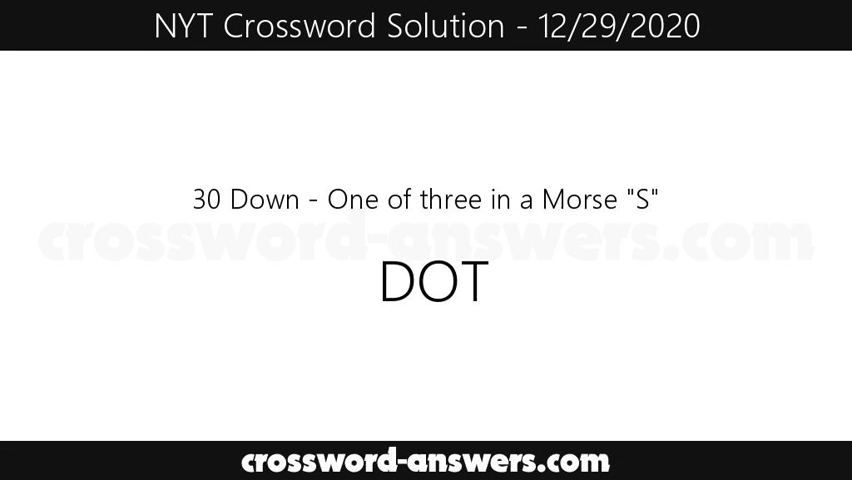 NYT Crossword Solution - 12/29/2020
30 Down - One of three in a Morse "S"
crossword-answers.com
DOT
crossword-answers.com